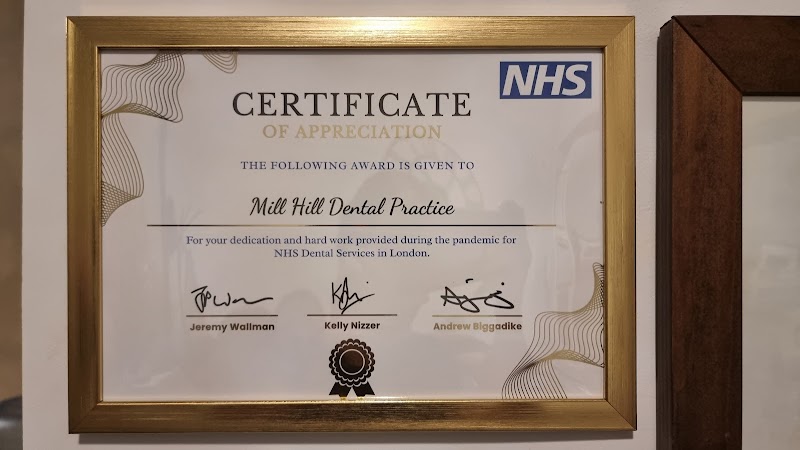 NHS
CERTIFICATE
OF APPRECIATION
THE FOLLOWING AWARD IS GIVEN TO
Mill Hill Dental Practice
For your dedication and hard work provided during the pandemic for
NHS Dental Services in London.
Jeremy Wallman
Kelly Nizzer
Andrew Biggadike